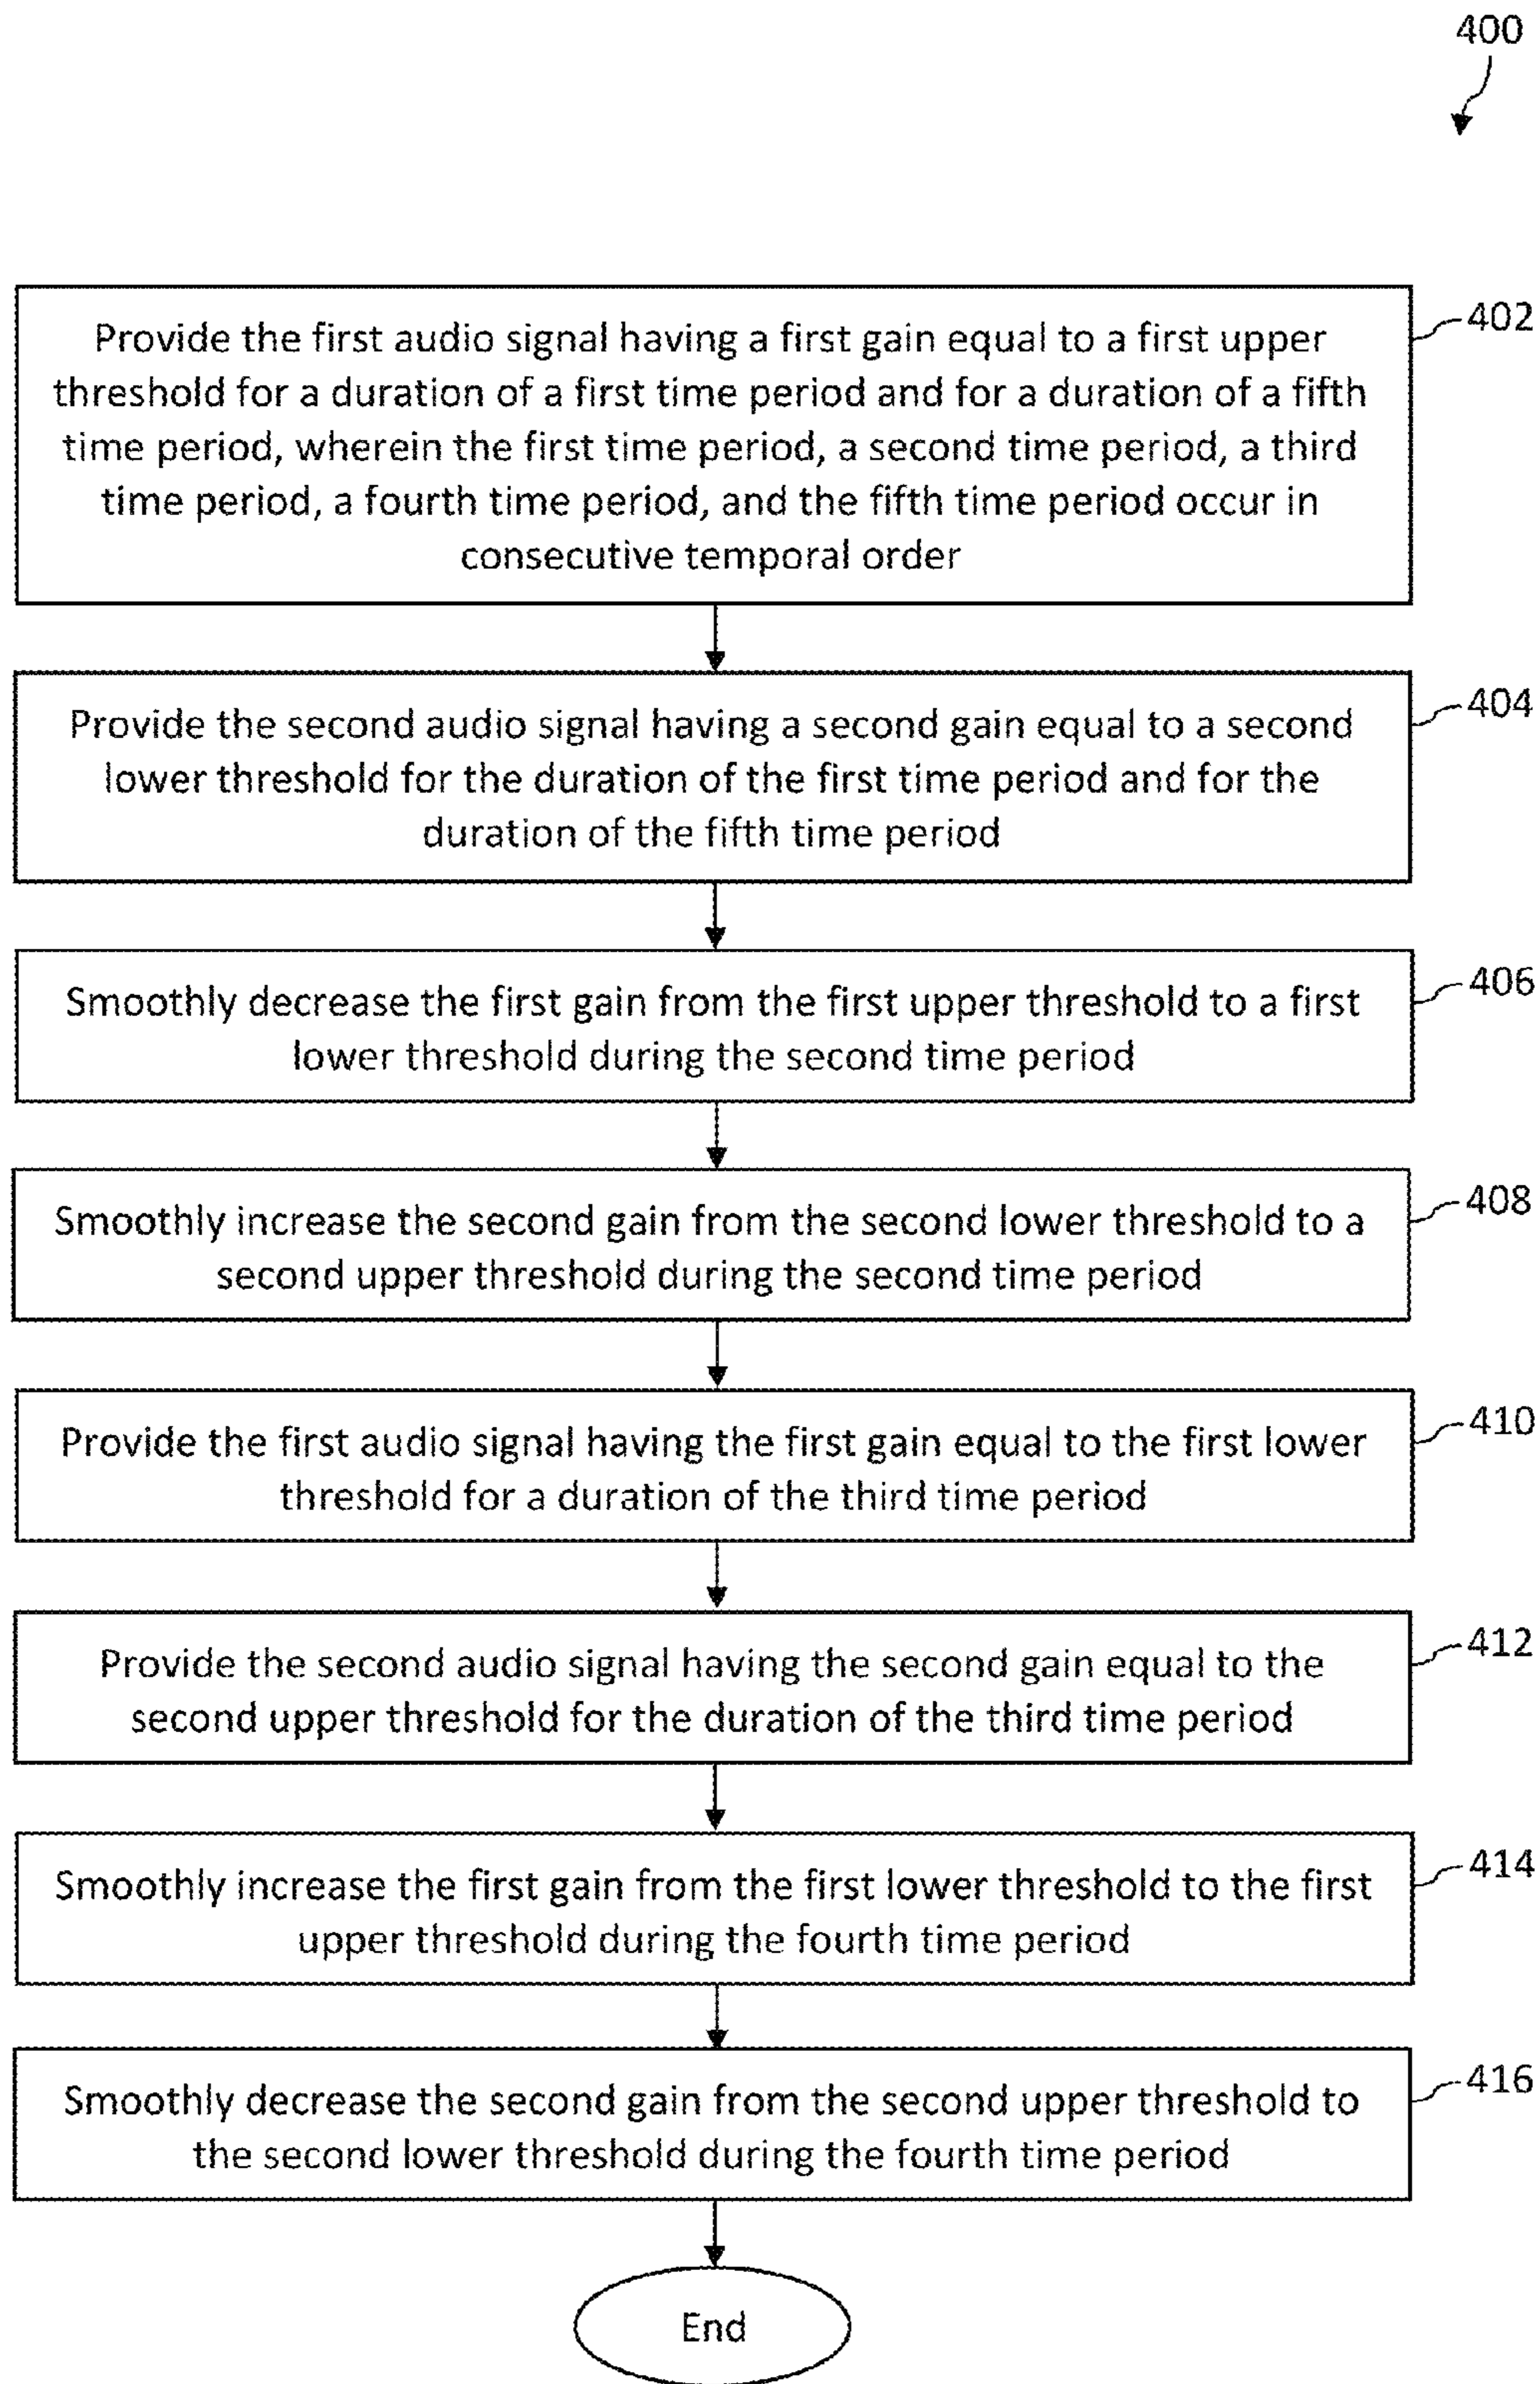 400
Provide the first audio signal having a first gain equal to a first upper
threshold for a duration of a first time period and for a duration of a fifth
time period, wherein the first time period, a second time period, a third
time period, a fourth time period, and the fifth time period occur in
consecutive temporal order
402
Provide the second audio signal having a second gain equal to a second
lower threshold for the duration of the first time period and for the
duration of the fifth time period
404
Smoothly decrease the first gain from the first upper threshold to a first
lower threshold during the second time period
406
Smoothly increase the second gain from the second lower threshold to a
second upper threshold during the second time period
408
Provide the first audio signal having the first gain equal to the first lower
threshold for a duration of the third time period
410
Provide the second audio signal having the second gain equal to the
second upper threshold for the duration of the third time period
412
Smoothly increase the first gain from the first lower threshold to the first
upper threshold during the fourth time period
414
Smoothly decrease the second gain from the second upper threshold to
the second lower threshold during the fourth time period
416
End